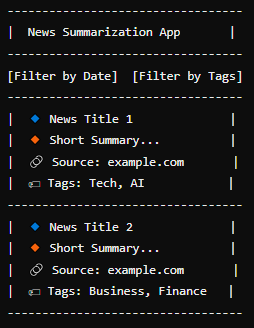 ----------------------------------
|  News Summarization App       |
----------------------------------
[Filter by Date]  [Filter by Tags]
----------------------------------
|  🔹 News Title 1              |
|  🔸 Short Summary...          |
|  🔗 Source: example.com       |
|  🏷️ Tags: Tech, AI            |
----------------------------------
|  🔹 News Title 2              |
|  🔸 Short Summary...          |
|  🔗 Source: example.com       |
|  🏷️ Tags: Business, Finance   |
----------------------------------